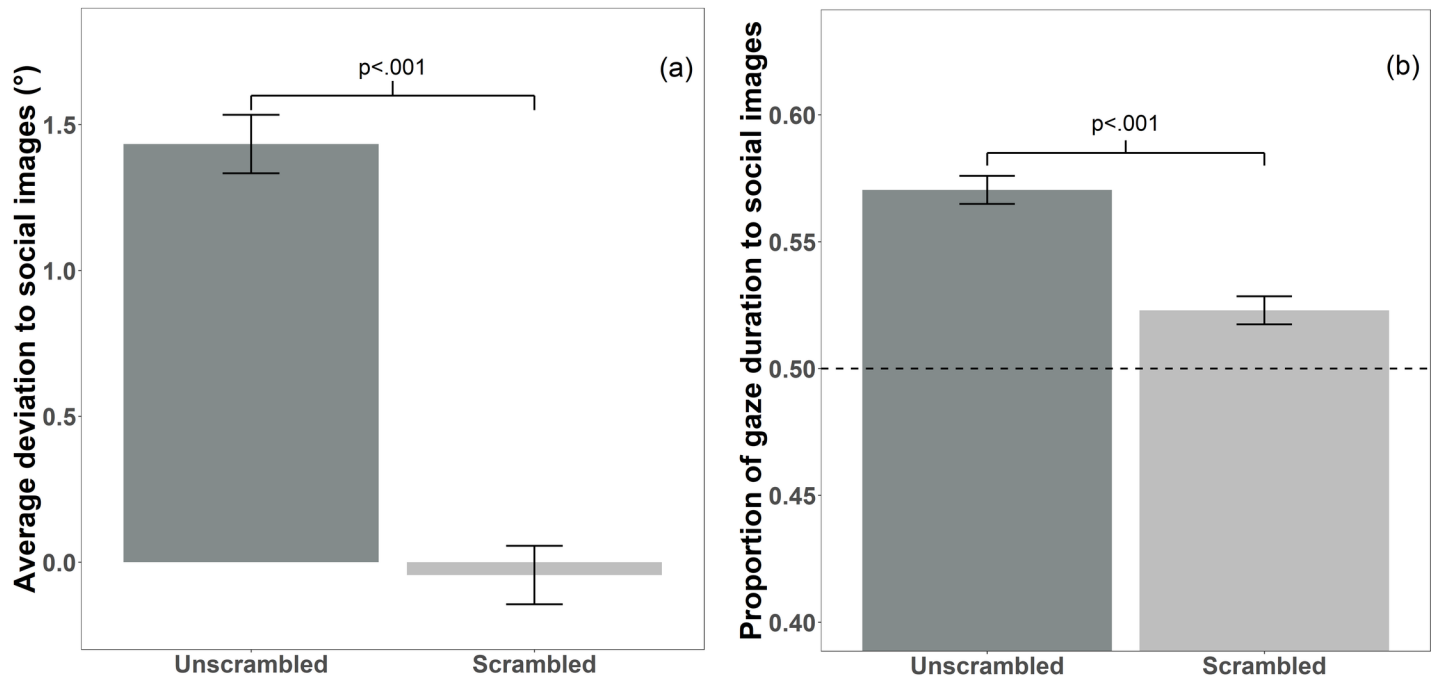 Average deviation to social images (°)
1.5
1.0
0.5
0.0
p<.001
(a)
Unscrambled
Scrambled
Proportion of gaze duration to social images
0.60
0.55
0.50
0.45
0.40
p<.001
(b)
Unscrambled
Scrambled